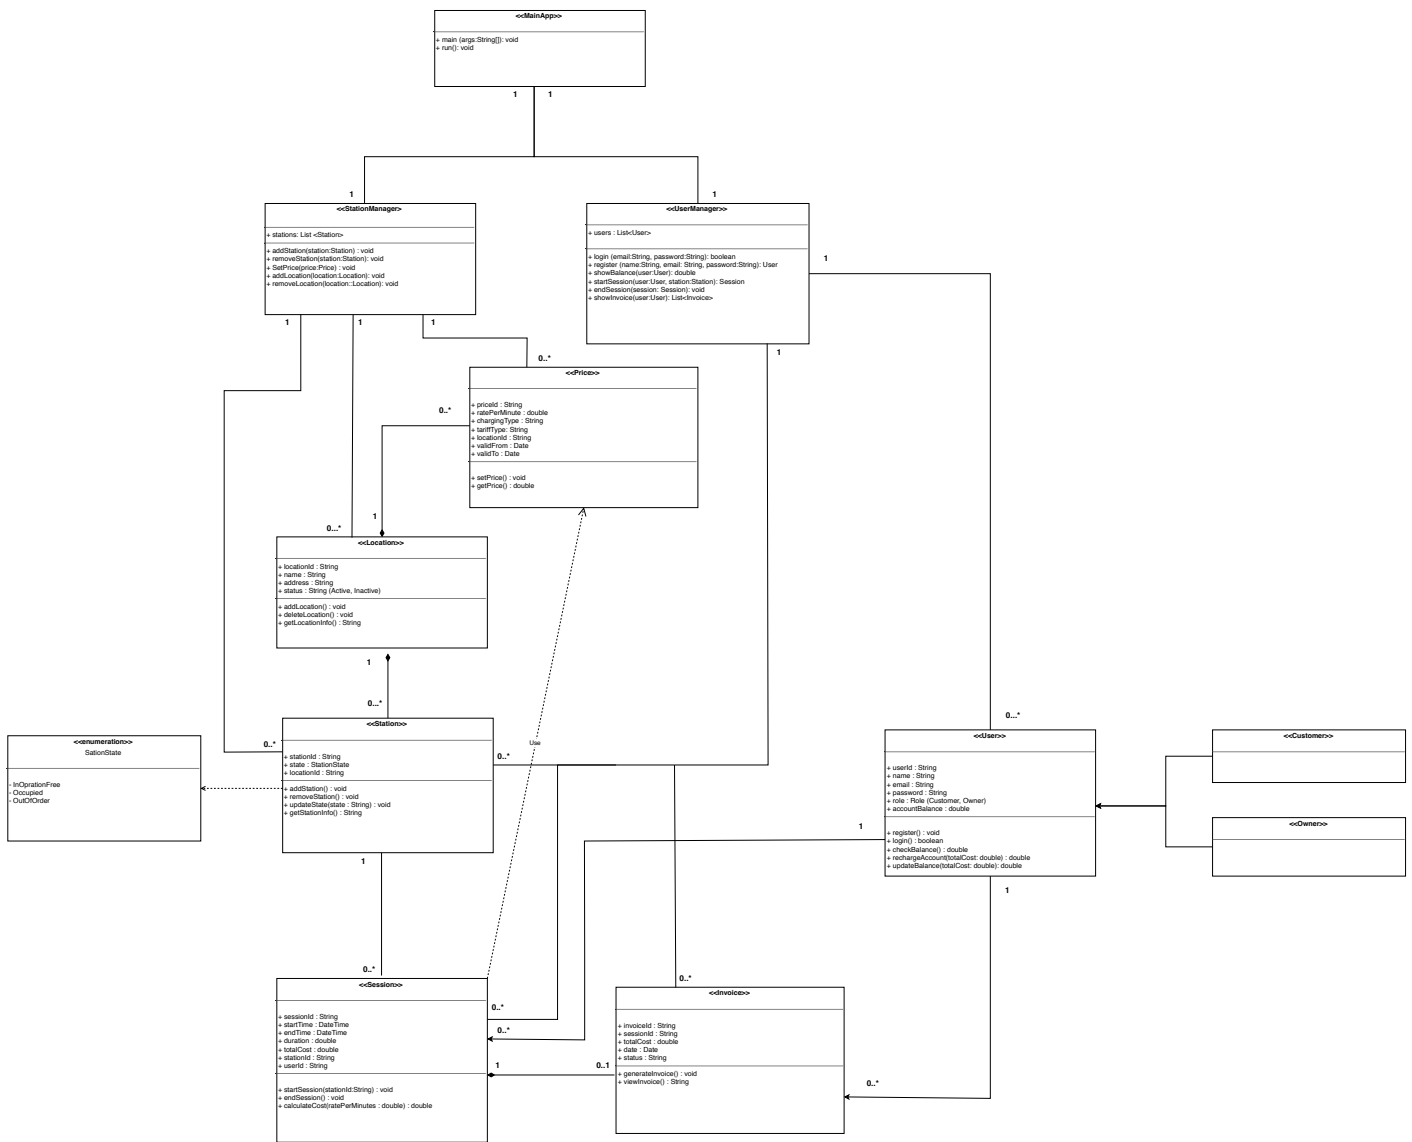 <<MainApp>>
+ main (args:String[]): void
+ run(): void
1
1
1
1
<<StationManager>
+ stations: List <Station>
+ addStation(station:Station) : void
+ removeStation(station:Station): void
+ SetPrice(price:Price) : void
+ addLocation(location:Location): void
+ removeLocation(location::Location): void
<<UserManager>>
+ users : List<User>
+ login (email:String, password:String): boolean
+ register (name:String, email: String, password:String): User
+ showBalance(user:User): double
+ startSession(user:User, station:Station): Session
+ endSession(session: Session): void
+ showInvoice(user:User): List<Invoice>
1
1
1
1
1
0..*
<<Price>>
+ priceId : String
+ ratePerMinute : double
+ chargingType : String
+ tariffType: String
+ locationId : String
+ validFrom : Date
+ validTo : Date
+ setPrice() : void
+ getPrice() : double
0..*
1
0...*
<<Location>>
+ locationId : String
+ name : String
+ address : String
+ status : String (Active, Inactive)
+ addLocation() : void
+ deleteLocation() : void
+ getLocationInfo() : String
1
0...*
<<Station>>
+ stationId : String
+ state : StationState
+ locationId : String
+ addStation() : void
+ removeStation() : void
+ updateState(state : String) : void
+ getStationInfo() : String
0..*
0..*
Use
<<enumeration>>
SationState
- InOprationFree
- Occupied
- OutOfOrder
0...*
<<User>>
+ userId : String
+ name : String
+ email : String
+ password : String
+ role : Role (Customer, Owner)
+ accountBalance : double
+ register() : void
+ login() : boolean
+ checkBalance() : double
+ rechargeAccount(totalCost: double) : double
+ updateBalance(totalCost: double): double
<<Customer>>
<<Owner>>
1
1
1
0..*
<<Session>>
+ sessionId : String
+ startTime : DateTime
+ endTime : DateTime
+ duration : double
+ totalCost : double
+ stationId : String
+ userId : String
+ startSession(stationId:String) : void
+ endSession() : void
+ calculateCost(ratePerMinutes : double) : double
0..*
0..*
1
0..1
0..*
<<Invoice>>
+ invoiceId : String
+ sessionId : String
+ totalCost : double
+ date : Date
+ status : String
+ generateInvoice() : void
+ viewInvoice() : String
0..*